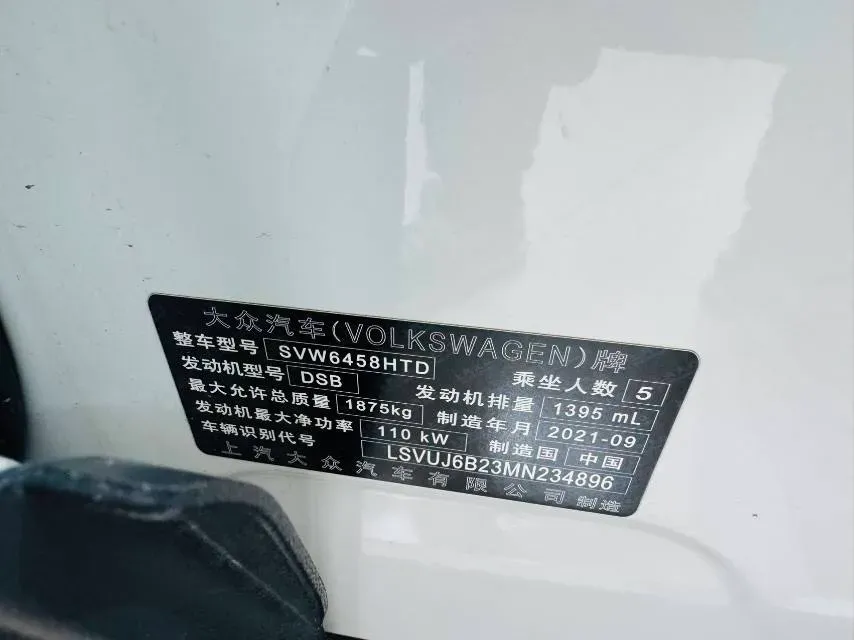 大众汽车(VOLKSWAGEN)牌
整车型号 SVW6458HTD 乘坐人数 5
发动机型号 DSB 发动机排量 1395 mL
最大允许总质量 1875kg 制造年月 2021-09
发动机最大净功率 110 kW 制造国 中国
车辆识别代号 LSVUJ6B23MN234896
上汽大众汽车有限公司 制造